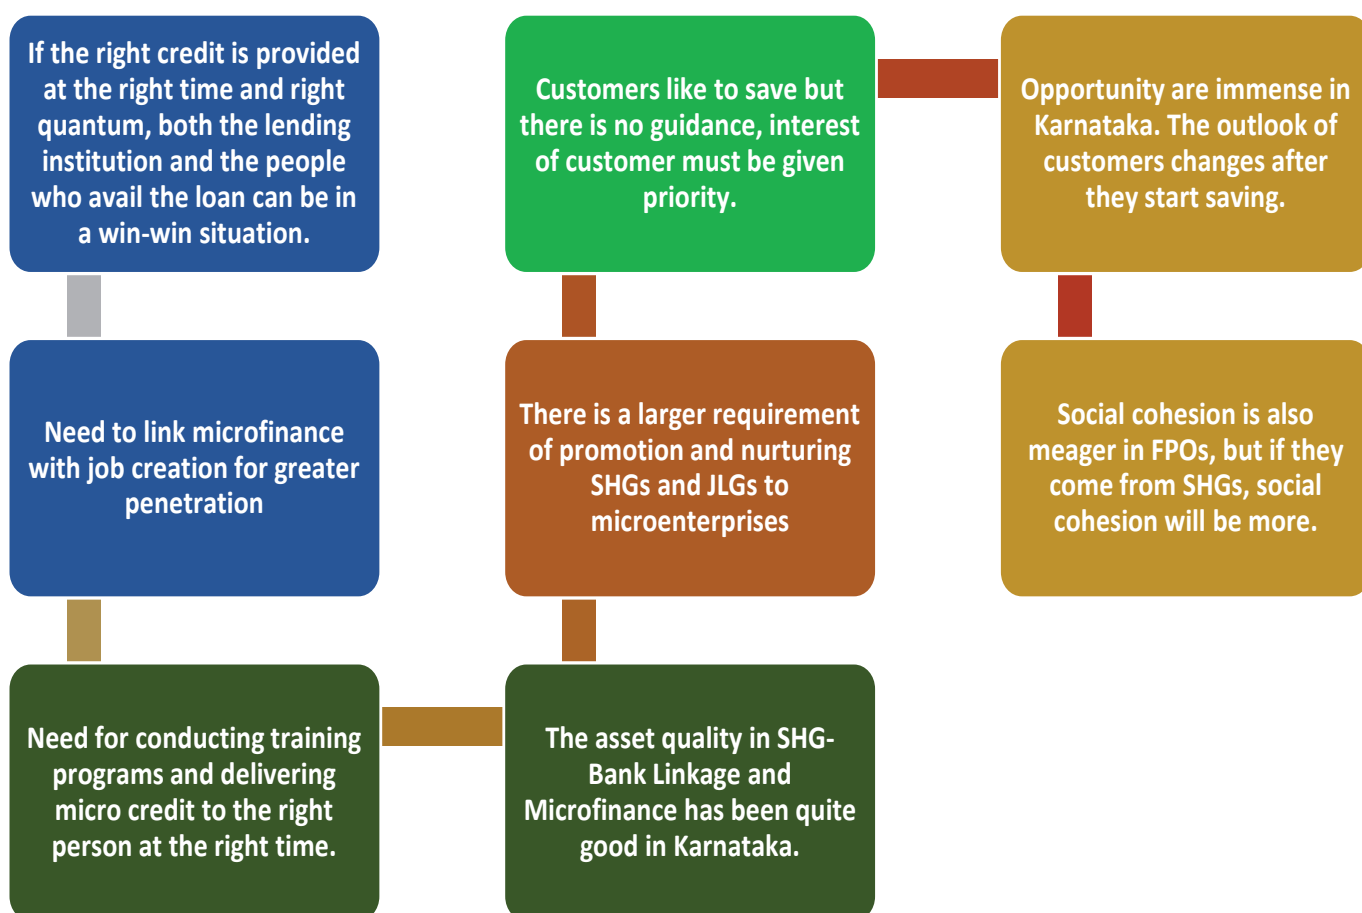 If the right credit is provided
at the right time and right
quantum, both the lending
institution and the people
who avail the loan can be in
a win-win situation.
Need to link microfinance
with job creation for greater
penetration
Need for conducting training
programs and delivering
micro credit to the right
person at the right time.
The asset quality in SHG-
Bank Linkage and
Microfinance has been quite
good in Karnataka.
There is a larger requirement
of promotion and nurturing
SHGs and JLGs to
microenterprises
Customers like to save but
there is no guidance, interest
of customer must be given
priority.
Opportunity are immense in
Karnataka. The outlook of
customers changes after
they start saving.
Social cohesion is also
meager in FPOs, but if they
come from SHGs, social
cohesion will be more.